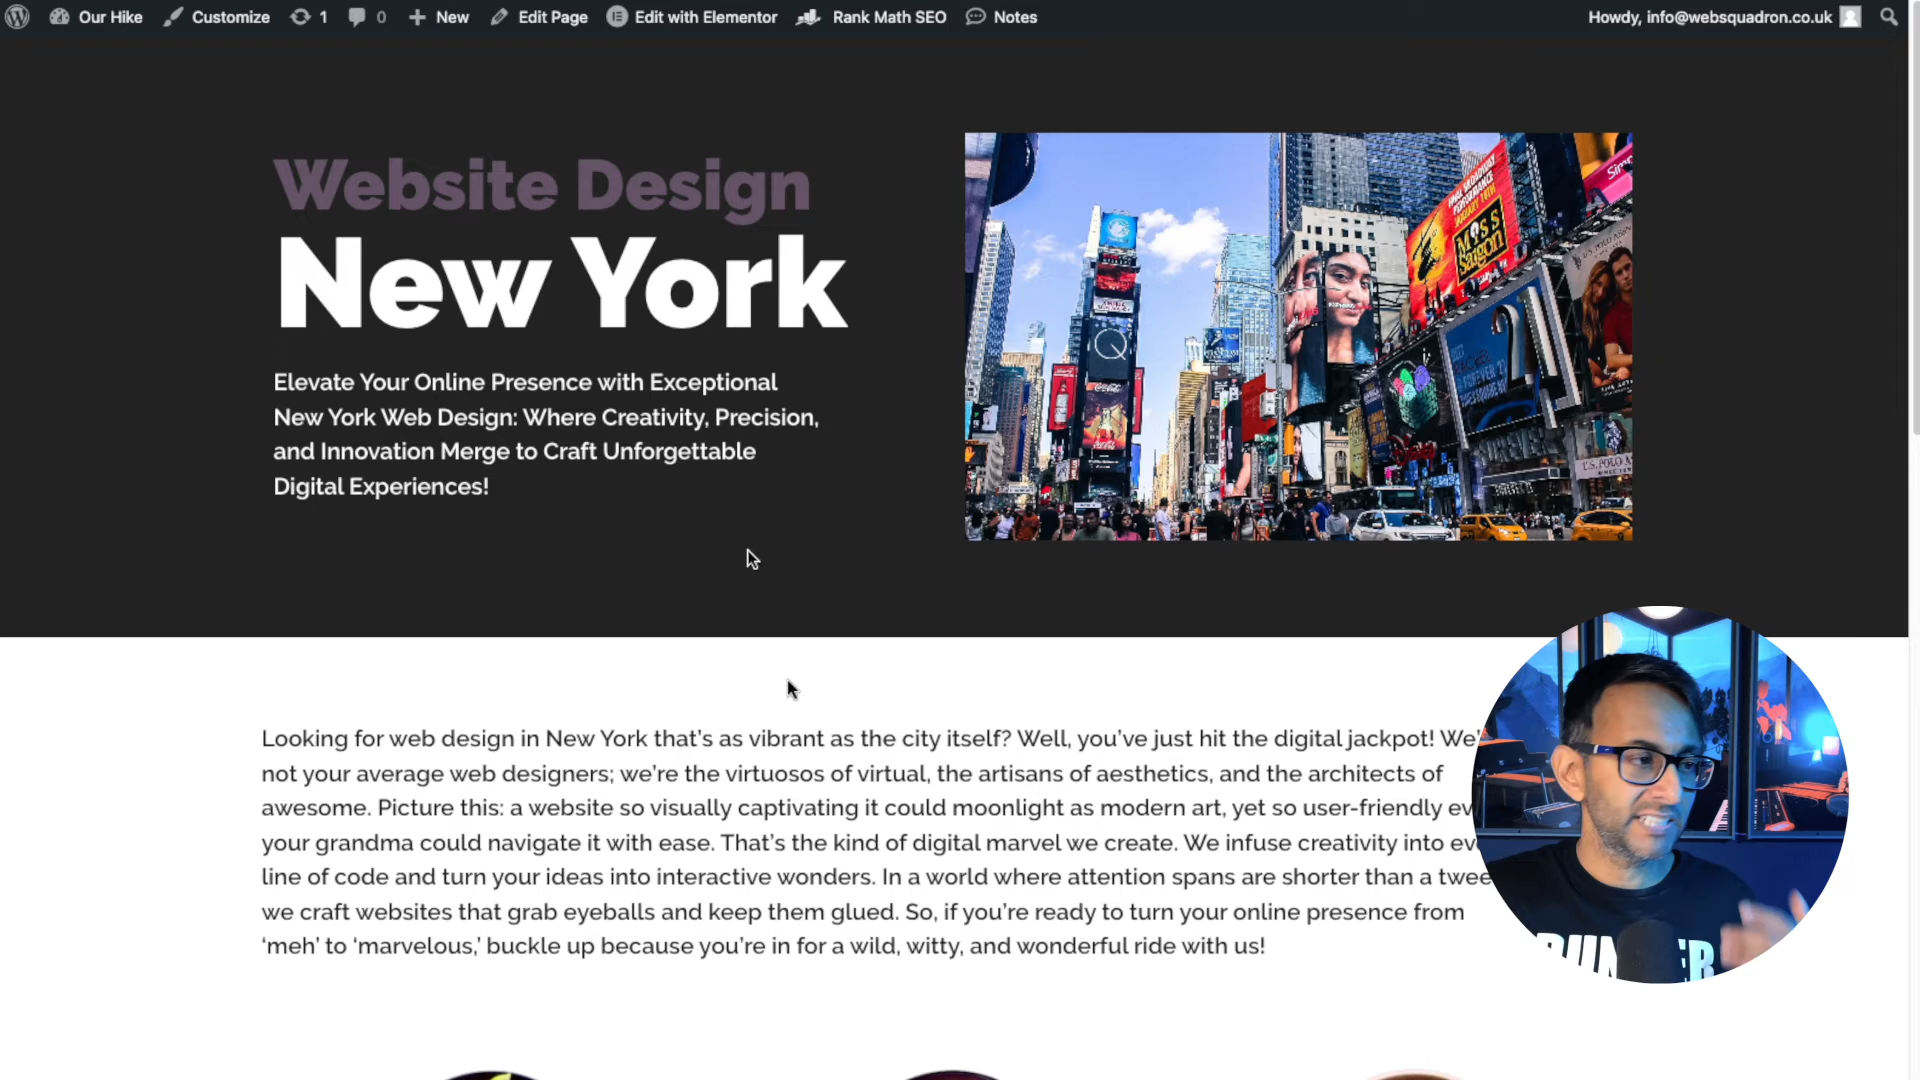 Our Hike Customize 1 0 New Edit Page Edit with Elementor Rank Math SEO Notes Howdy, info@websquadron.co.uk
Website Design
New York
Elevate Your Online Presence with Exceptional
New York Web Design: Where Creativity, Precision,
and Innovation Merge to Craft Unforgettable
Digital Experiences!
MISS
Saigon
Coca-Cola
Disney
FOREVER 21
U.S. POLO ASSN
Looking for web design in New York that's as vibrant as the city itself? Well, you've just hit the digital jackpot! We'
not your average web designers; we're the virtuosos of virtual, the artisans of aesthetics, and the architects of
awesome. Picture this: a website so visually captivating it could moonlight as modern art, yet so user-friendly ev
your grandma could navigate it with ease. That's the kind of digital marvel we create. We infuse creativity into ev
line of code and turn your ideas into interactive wonders. In a world where attention spans are shorter than a twee
we craft websites that grab eyeballs and keep them glued. So, if you're ready to turn your online presence from
'meh' to 'marvelous,' buckle up because you're in for a wild, witty, and wonderful ride with us!